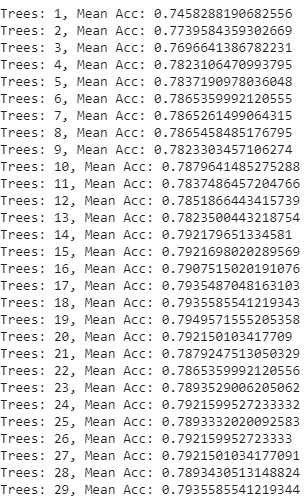 Trees: 1, Mean Acc: 0.7458288190682556
Trees: 2, Mean Acc: 0.7739584359302669
Trees: 3, Mean Acc: 0.7696641386782231
Trees: 4, Mean Acc: 0.7823106470993795
Trees: 5, Mean Acc: 0.7837190978036048
Trees: 6, Mean Acc: 0.7865359992120555
Trees: 7, Mean Acc: 0.7865261499064315
Trees: 8, Mean Acc: 0.7865458485176795
Trees: 9, Mean Acc: 0.7823303457106274
Trees: 10, Mean Acc: 0.7879641485275288
Trees: 11, Mean Acc: 0.7837486457204766
Trees: 12, Mean Acc: 0.7851866443415739
Trees: 13, Mean Acc: 0.7823500443218754
Trees: 14, Mean Acc: 0.792179651334581
Trees: 15, Mean Acc: 0.7921698020289569
Trees: 16, Mean Acc: 0.7907515020191076
Trees: 17, Mean Acc: 0.7935487048163103
Trees: 18, Mean Acc: 0.7935585541219343
Trees: 19, Mean Acc: 0.7949571555205358
Trees: 20, Mean Acc: 0.792150103417709
Trees: 21, Mean Acc: 0.7879247513050329
Trees: 22, Mean Acc: 0.7865359992120556
Trees: 23, Mean Acc: 0.7893529006205062
Trees: 24, Mean Acc: 0.7921599527233332
Trees: 25, Mean Acc: 0.7893332020092583
Trees: 26, Mean Acc: 0.792159952723333
Trees: 27, Mean Acc: 0.7921501034177091
Trees: 28, Mean Acc: 0.7893430513148824
Trees: 29, Mean Acc: 0.7935585541219344